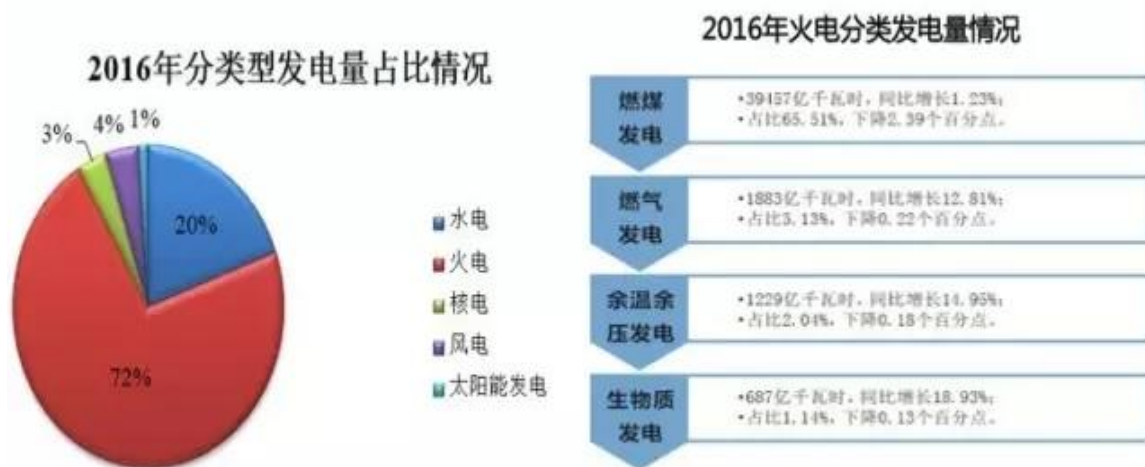 2016年分类型发电量占比情况
3%
4%
1%
20%
72%
水电
火电
核电
风电
太阳能发电
2016年火电分类发电量情况
燃煤
发电
•39457亿千瓦时，同比增长1.23%;
•占比65.51%，下降2.39个百分点。
燃气
发电
•1883亿千瓦时，同比增长12.81%;
•占比3.13%，下降0.22个百分点。
余温余
压发电
•1229亿千瓦时，同比增长14.95%;
•占比2.04%，下降0.18个百分点。
生物质
发电
•687亿千瓦时，同比增长18.93%;
•占比1.14%，下降0.13个百分点。